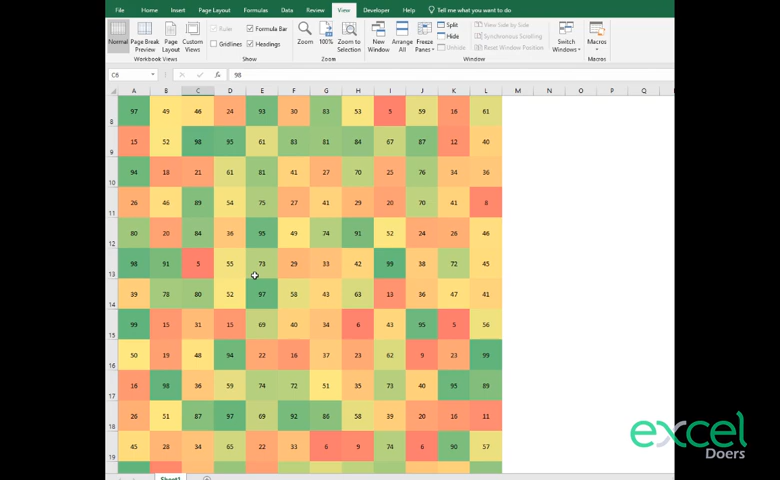 File Home Insert Page Layout Formulas Data Review View Developer Help Tell me what you want to do
Normal Page Break Preview Page Layout Custom Views Ruler Formula Bar Gridlines Headings Zoom 100% Zoom to Selection New Window Arrange All Freeze Panes Split Hide Unhide View Side by Side Synchronous Scrolling Reset Window Position Switch Windows Macros
Workbook Views Show Zoom Window Macros
C6 fx 98
A B C D E F G H I J K L M N O P Q R
8 97 49 46 24 93 30 83 53 5 59 16 61
9 15 52 98 95 61 83 81 84 67 87 12 40
10 94 18 21 61 81 41 27 70 25 76 34 36
11 26 46 89 54 75 27 41 29 20 70 41 8
12 80 20 84 36 95 49 74 91 52 24 26 46
13 98 91 5 55 73 29 33 42 99 38 72 45
14 39 78 80 52 97 58 43 63 13 36 47 41
15 99 15 31 15 69 40 34 6 43 95 5 56
16 50 19 48 94 22 16 37 23 62 9 23 99
17 16 98 36 59 74 72 51 35 73 40 95 89
18 26 51 87 97 69 92 86 58 39 20 16 11
19 45 28 34 65 22 33 6 9 74 6 90 57
Sheet1
excel
Doers